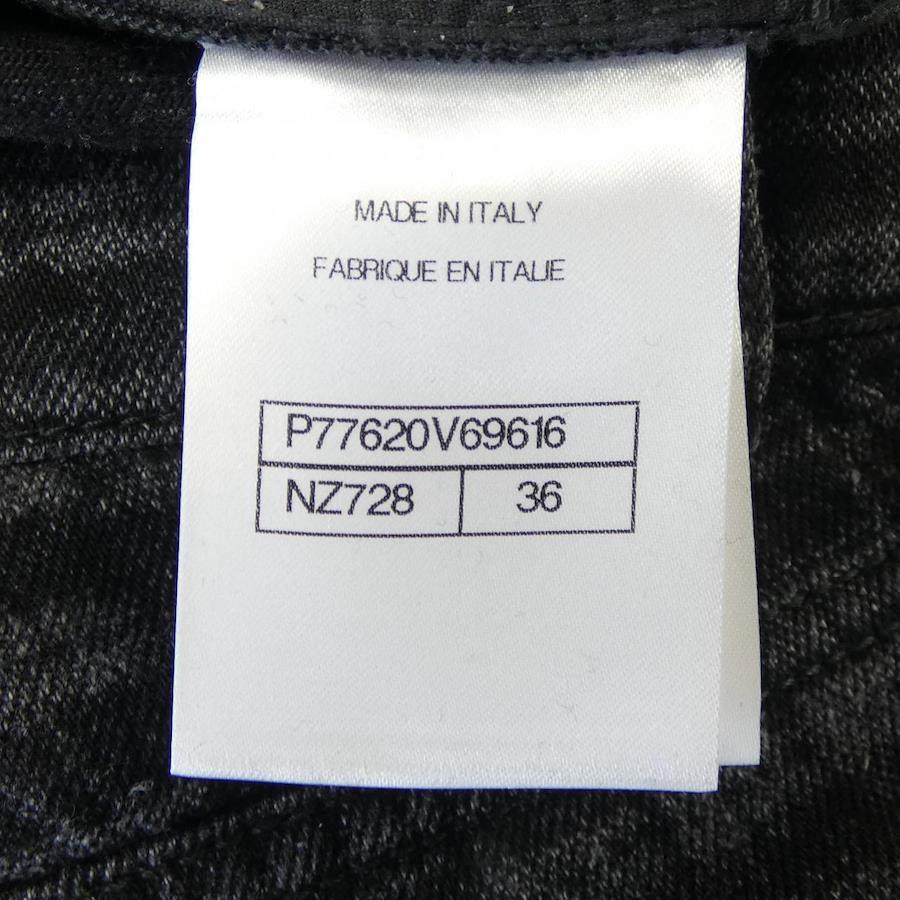 MADE IN ITALY
FABRIQUE EN ITALIE
P77620V69616
NZ728 36